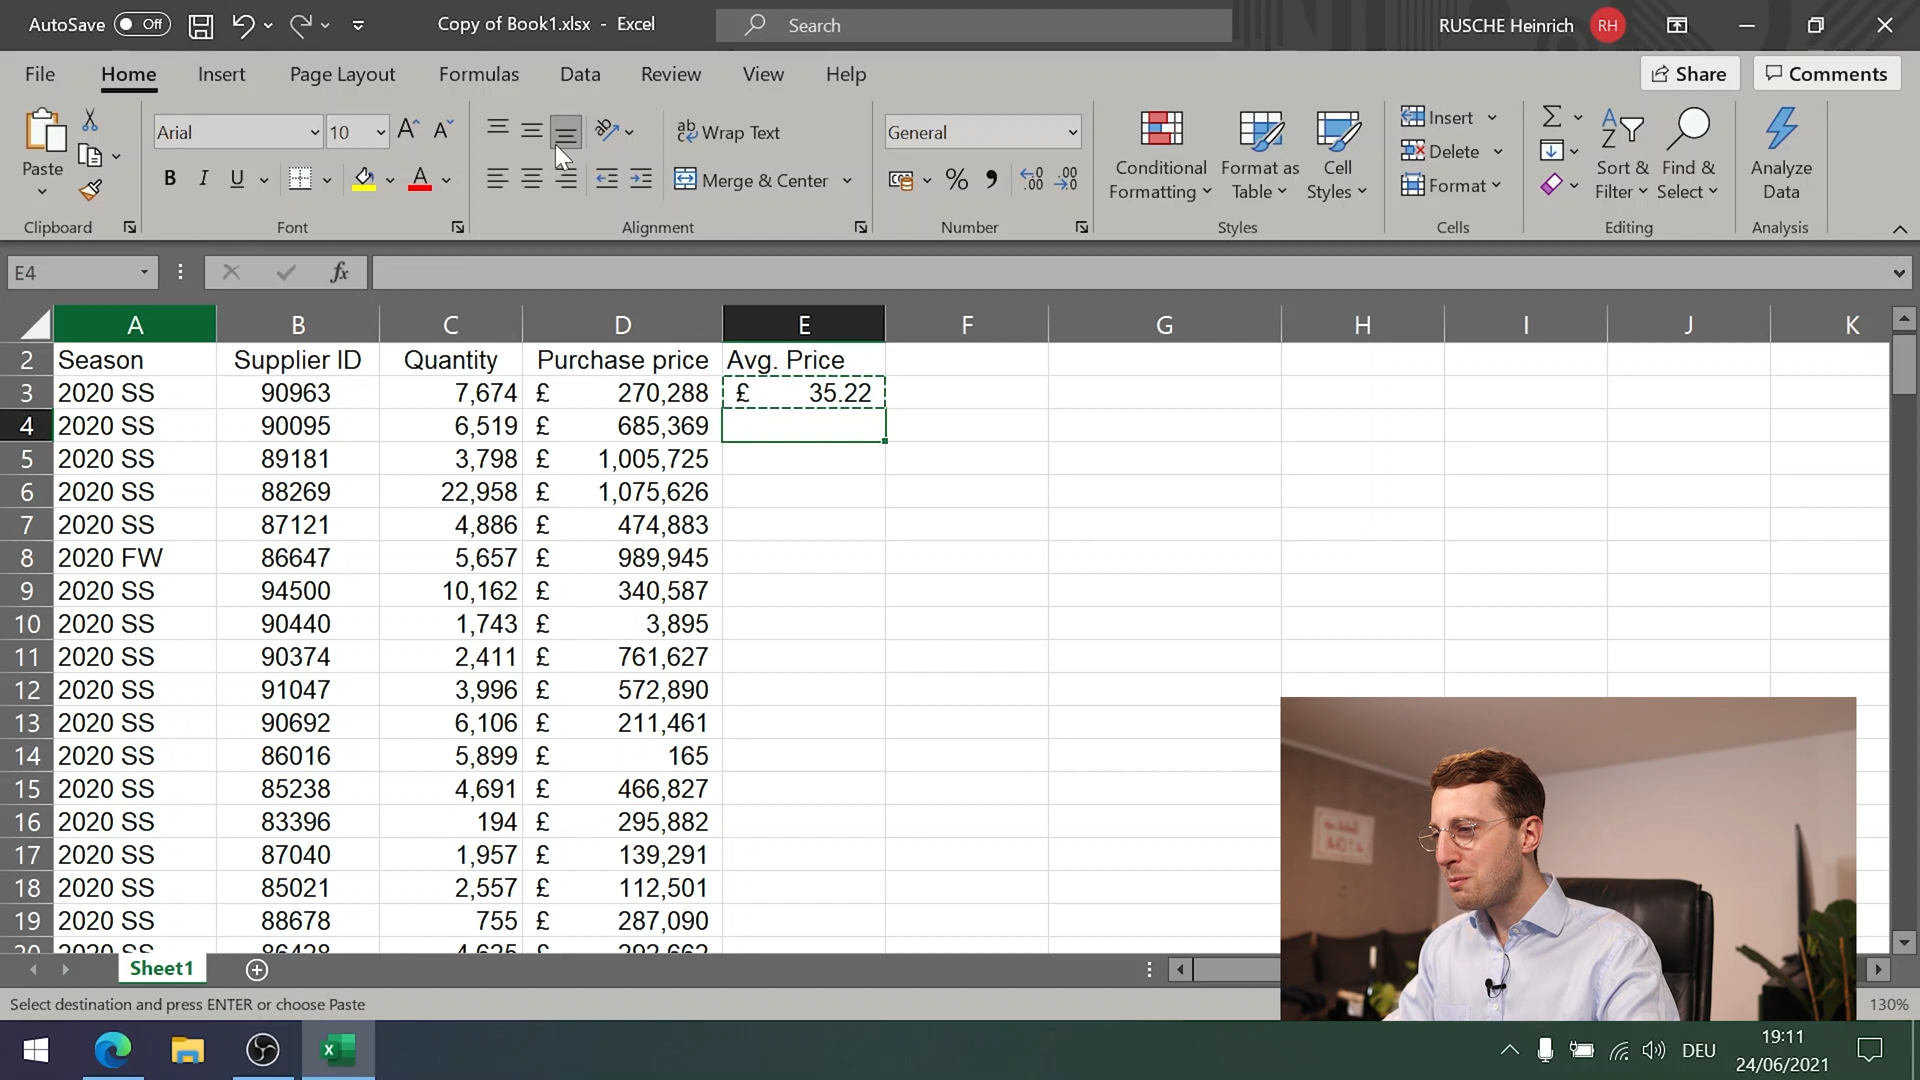 AutoSave Off Copy of Book1.xlsx - Excel Search RUSCHE Heinrich RH
File Home Insert Page Layout Formulas Data Review View Help Share Comments
Paste
Clipboard
Arial 10
B I U A
Font
ab Wrap Text
Merge & Center
Alignment
General
% .00 .00
Number
Conditional Formatting
Format as Table
Cell Styles
Styles
Insert
Delete
Format
Cells
Sort & Filter
Find & Select
Editing
Analyze Data
Analysis
E4 fx
A B C D E F G H I J K
2 Season Supplier ID Quantity Purchase price Avg. Price
3 2020 SS 90963 7,674 £ 270,288 £ 35.22
4 2020 SS 90095 6,519 £ 685,369
5 2020 SS 89181 3,798 £ 1,005,725
6 2020 SS 88269 22,958 £ 1,075,626
7 2020 SS 87121 4,886 £ 474,883
8 2020 FW 86647 5,657 £ 989,945
9 2020 SS 94500 10,162 £ 340,587
10 2020 SS 90440 1,743 £ 3,895
11 2020 SS 90374 2,411 £ 761,627
12 2020 SS 91047 3,996 £ 572,890
13 2020 SS 90692 6,106 £ 211,461
14 2020 SS 86016 5,899 £ 165
15 2020 SS 85238 4,691 £ 466,827
16 2020 SS 83396 194 £ 295,882
17 2020 SS 87040 1,957 £ 139,291
18 2020 SS 85021 2,557 £ 112,501
19 2020 SS 88678 755 £ 287,090
Sheet1
Select destination and press ENTER or choose Paste 130%
DEU 19:11
24/06/2021